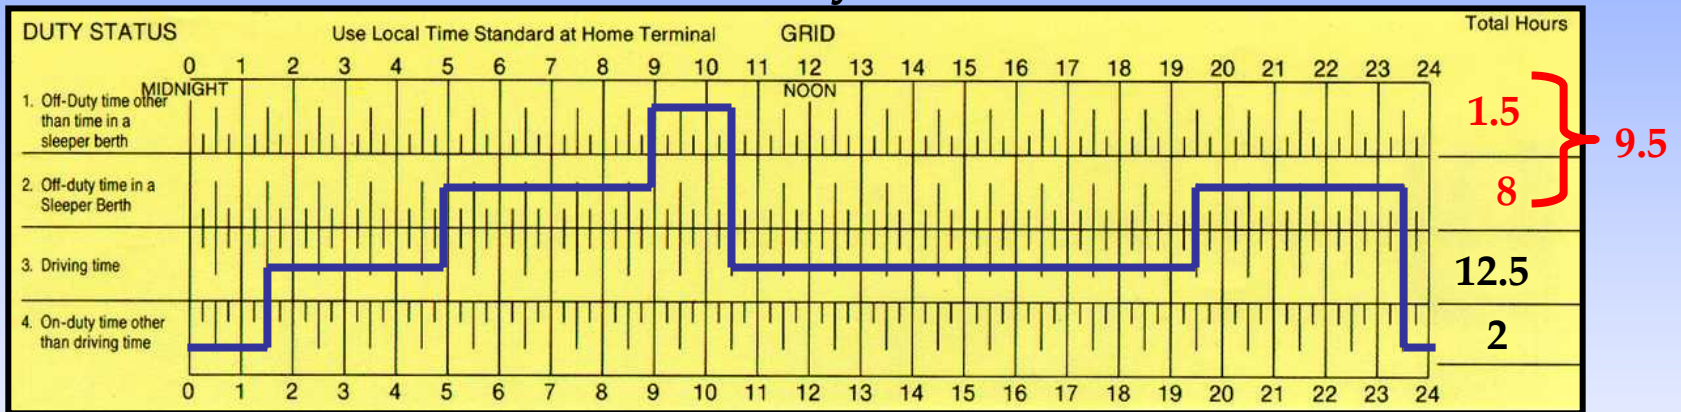 DUTY STATUS Use Local Time Standard at Home Terminal GRID Total Hours
0 1 2 3 4 5 6 7 8 9 10 11 12 13 14 15 16 17 18 19 20 21 22 23 24
MIDNIGHT NOON
1. Off-Duty time other
than time in a
sleeper berth
1.5
9.5
2. Off-duty time in a
Sleeper Berth
8
3. Driving time
12.5
4. On-duty time other
than driving time
2
0 1 2 3 4 5 6 7 8 9 10 11 12 13 14 15 16 17 18 19 20 21 22 23 24